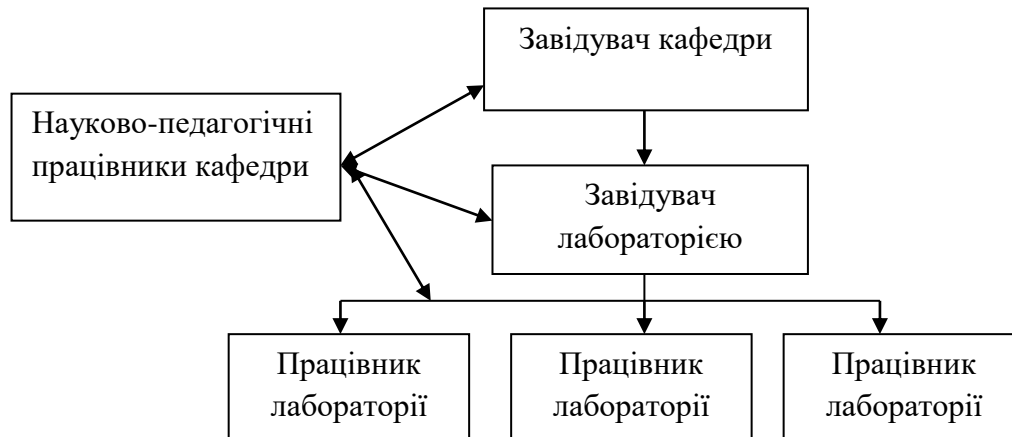 Завідувач кафедри
Науково-педагогічні
працівники кафедри
Завідувач
лабораторією
Працівник
лабораторії
Працівник
лабораторії
Працівник
лабораторії